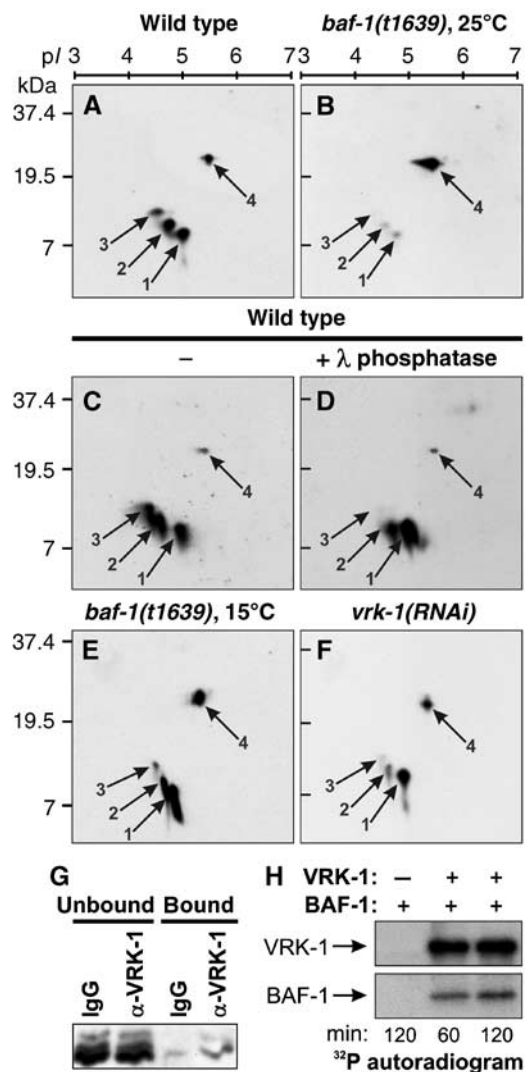 Wild type baf-1(t1639), 25°C
pI 3 4 5 6 7 3 4 5 6 7
kDa
A B
37.4
19.5
7
4 3 2 1
4 3 2 1
Wild type
– + λ phosphatase
C D
37.4
19.5
7
4 3 2 1
4 3 2 1
baf-1(t1639), 15°C vrk-1(RNAi)
E F
37.4
19.5
7
4 3 2 1
4 3 2 1
G
Unbound Bound
IgG α-VRK-1 IgG α-VRK-1
H
VRK-1: – + +
BAF-1: + + +
VRK-1
BAF-1
min: 120 60 120
³²P autoradiogram